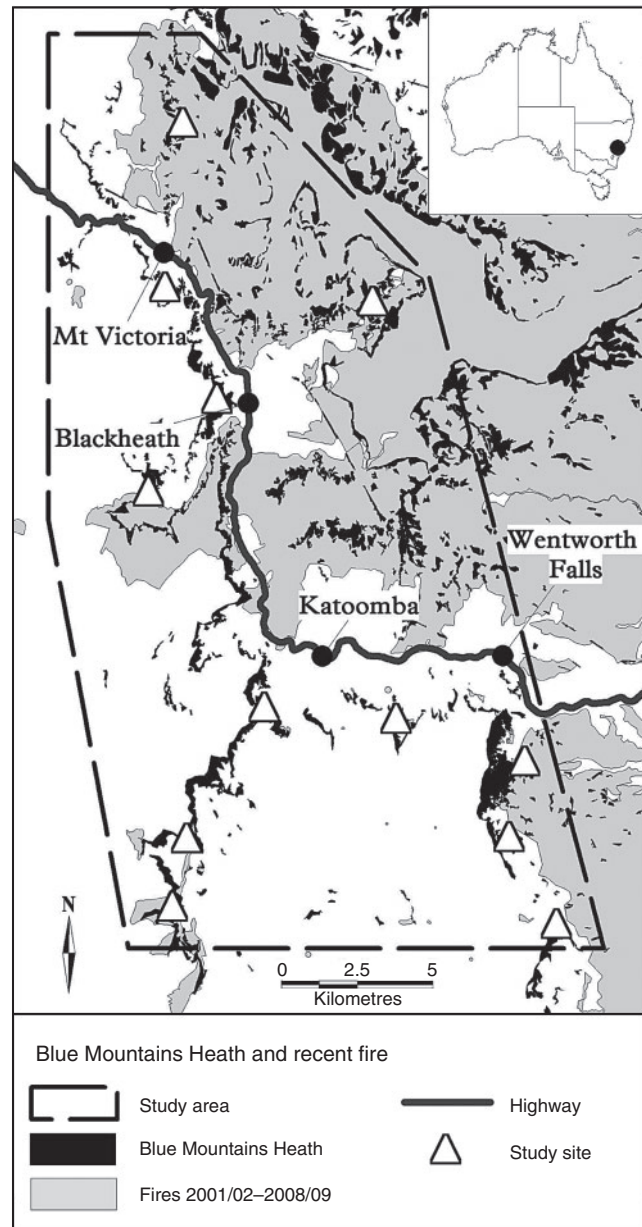 Mt Victoria
Blackheath
Wentworth
Falls
Katoomba
N
0 2.5 5
Kilometres
Blue Mountains Heath and recent fire
Study area
Highway
Blue Mountains Heath
Study site
Fires 2001/02–2008/09